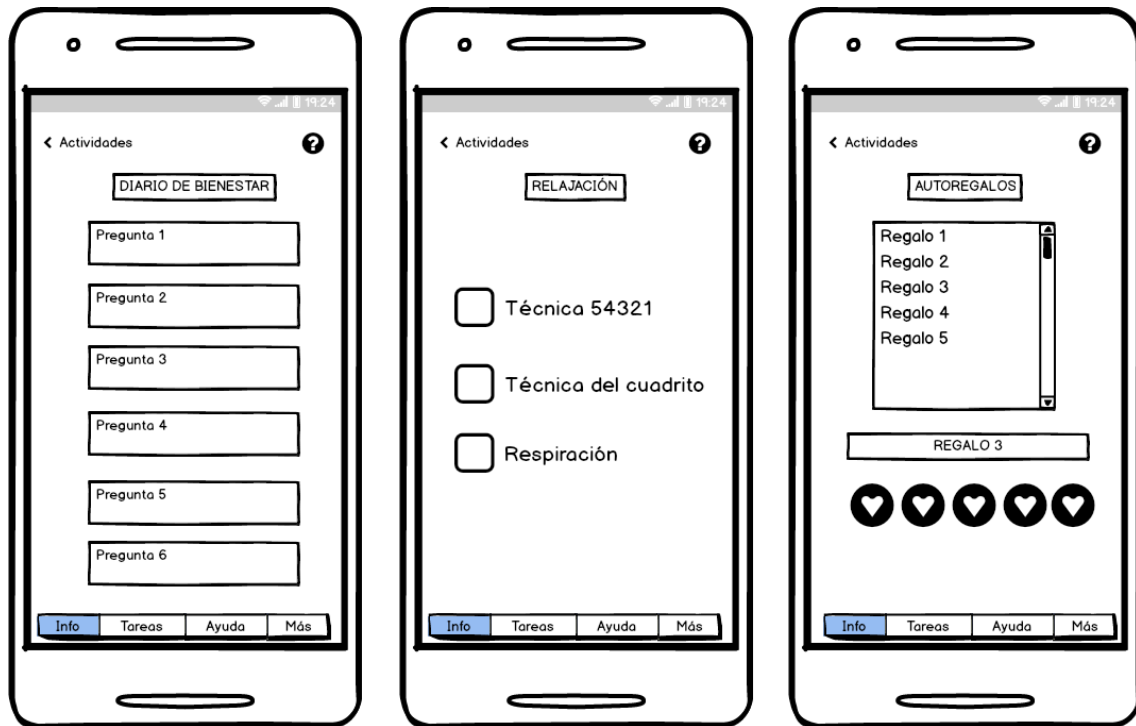 19:24
Actividades
?
DIARIO DE BIENESTAR
Pregunta 1
Pregunta 2
Pregunta 3
Pregunta 4
Pregunta 5
Pregunta 6
Info Tareas Ayuda Más
19:24
Actividades
?
RELAJACIÓN
Técnica 54321
Técnica del cuadrito
Respiración
Info Tareas Ayuda Más
19:24
Actividades
?
AUTOREGALOS
Regalo 1
Regalo 2
Regalo 3
Regalo 4
Regalo 5
REGALO 3
Info Tareas Ayuda Más